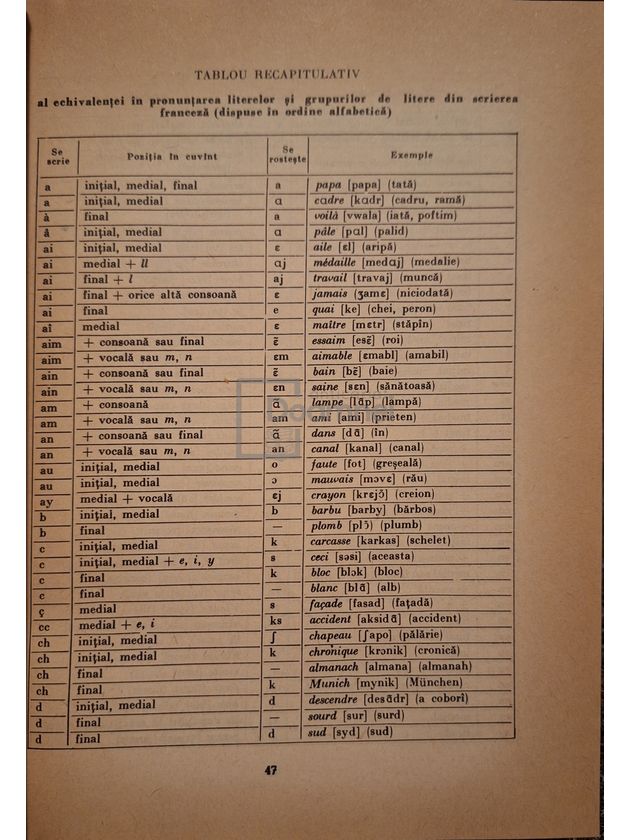 TABLOU RECAPITULATIV
al echivalenței în pronunțarea literelor și grupurilor de litere din scrierea
franceză (dispuse în ordine alfabetică)
Se scrie | Poziția în cuvînt | Se rostește | Exemple
a | inițial, medial, final | a | papa [papa] (tată)
a | inițial, medial | ɑ | cadre [kɑdr] (cadru, ramă)
à | final | a | voilà [vwala] (iată, poftim)
â | inițial, medial | ɑ | pâle [pɑl] (palid)
ai | inițial, medial | ɛ | aile [ɛl] (aripă)
ai | medial + ll | ɑj | médaille [medɑj] (medalie)
ai | final + l | aj | travail [travaj] (muncă)
ai | final + orice altă consoană | ɛ | jamais (ʒamɛ] (niciodată)
ai | final | e | quai [ke] (chei, peron)
aî | medial | ɛ | maître [mɛtr] (stăpîn)
aim | + consoană sau final | ɛ̃ | essaim [esɛ̃] (roi)
aim | + vocală sau m, n | ɛm | aimable [ɛmabl] (amabil)
ain | + consoană sau final | ɛ̃ | bain [bɛ̃] (baie)
ain | + vocală sau m, n | ɛn | saine [sɛn] (sănătoasă)
am | + consoană | ɑ̃ | lampe [lɑ̃p] (lampă)
am | + vocală sau m, n | am | ami [ami] (prieten)
an | + consoană sau final | ɑ̃ | dans [dɑ̃] (în)
an | + vocală sau m, n | an | canal [kanal] (canal)
au | inițial, medial | o | faute [fot] (greșeală)
au | inițial, medial | ɔ | mauvais [mɔvɛ] (rău)
ay | medial + vocală | ɛj | crayon [krɛjɔ̃] (creion)
b | inițial, medial | b | barbu [barby] (bărbos)
b | final | — | plomb [plɔ̃] (plumb)
c | inițial, medial | k | carcasse [karkas] (schelet)
c | inițial, medial + e, i, y | s | ceci [səsi] (aceasta)
c | final | k | bloc [blɔk] (bloc)
c | final | — | blanc [blɑ̃] (alb)
ç | medial | s | façade [fasad] (fațadă)
cc | medial + e, i | ks | accident [aksidɑ̃] (accident)
ch | inițial, medial | ʃ | chapeau [ʃapo] (pălărie)
ch | inițial, medial | k | chronique [krɔnik] (cronică)
ch | final | — | almanach [almana] (almanah)
ch | final | k | Munich [mynik] (München)
d | inițial, medial | d | descendre [desɑ̃dr] (a coborî)
d | final | — | sourd [sur] (surd)
d | final | d | sud [syd] (sud)
47